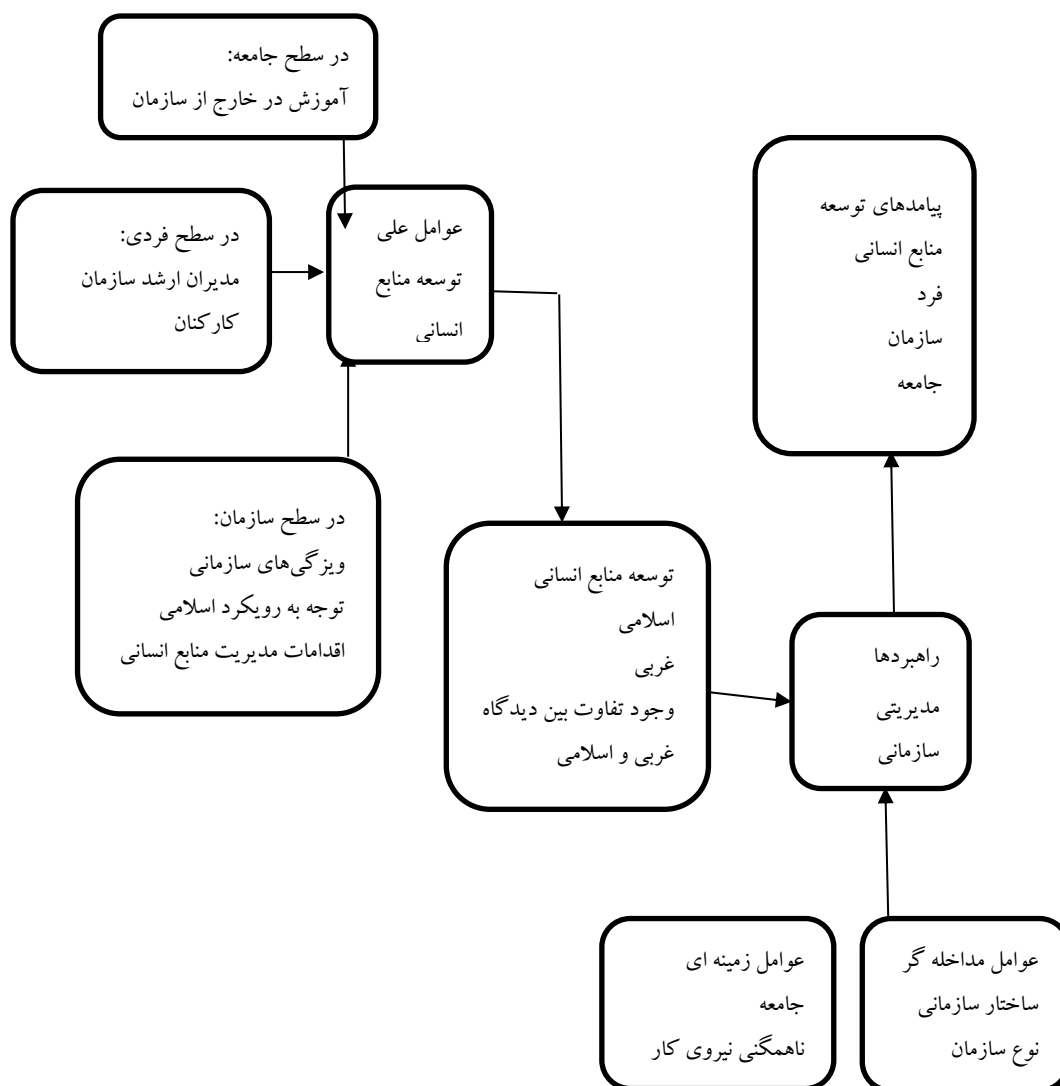 در سطح جامعه:
آموزش در خارج از سازمان
در سطح فردی:
مدیران ارشد سازمان
کارکنان
عوامل علی
توسعه منابع
انسانی
پیامدهای توسعه
منابع انسانی
فرد
سازمان
جامعه
در سطح سازمان:
ویژگی‌های سازمانی
توجه به رویکرد اسلامی
اقدامات مدیریت منابع انسانی
توسعه منابع انسانی
اسلامی
غربی
وجود تفاوت بین دیدگاه
غربی و اسلامی
راهبردها
مدیریتی
سازمانی
عوامل زمینه ای
جامعه
ناهمگنی نیروی کار
عوامل مداخله گر
ساختار سازمانی
نوع سازمان